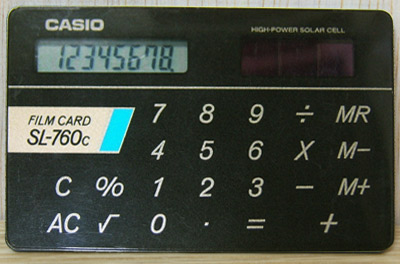 CASIO
HIGH-POWER SOLAR CELL
12345678.
FILM CARD
SL-760c
7 8 9 ÷ MR
4 5 6 X M−
C % 1 2 3 − M+
AC √ 0 · = +